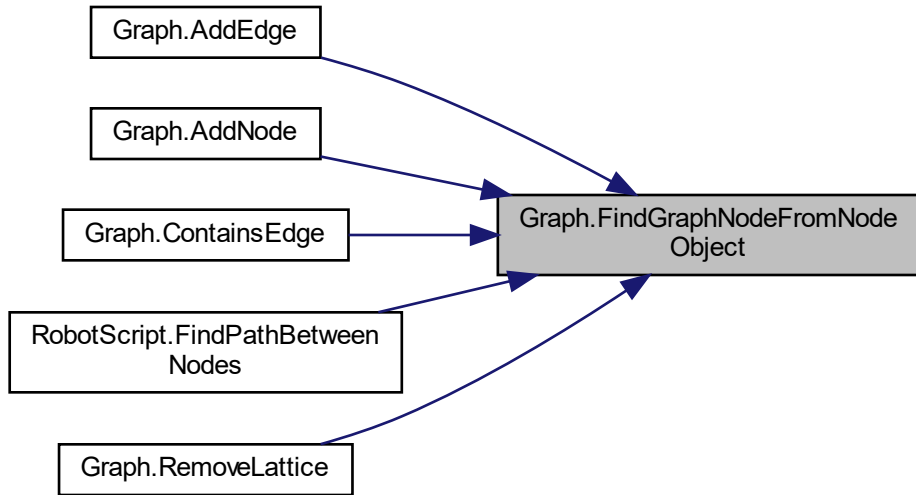 Graph.AddEdge
Graph.AddNode
Graph.ContainsEdge
RobotScript.FindPathBetween
Nodes
Graph.RemoveLattice
Graph.FindGraphNodeFromNode
Object